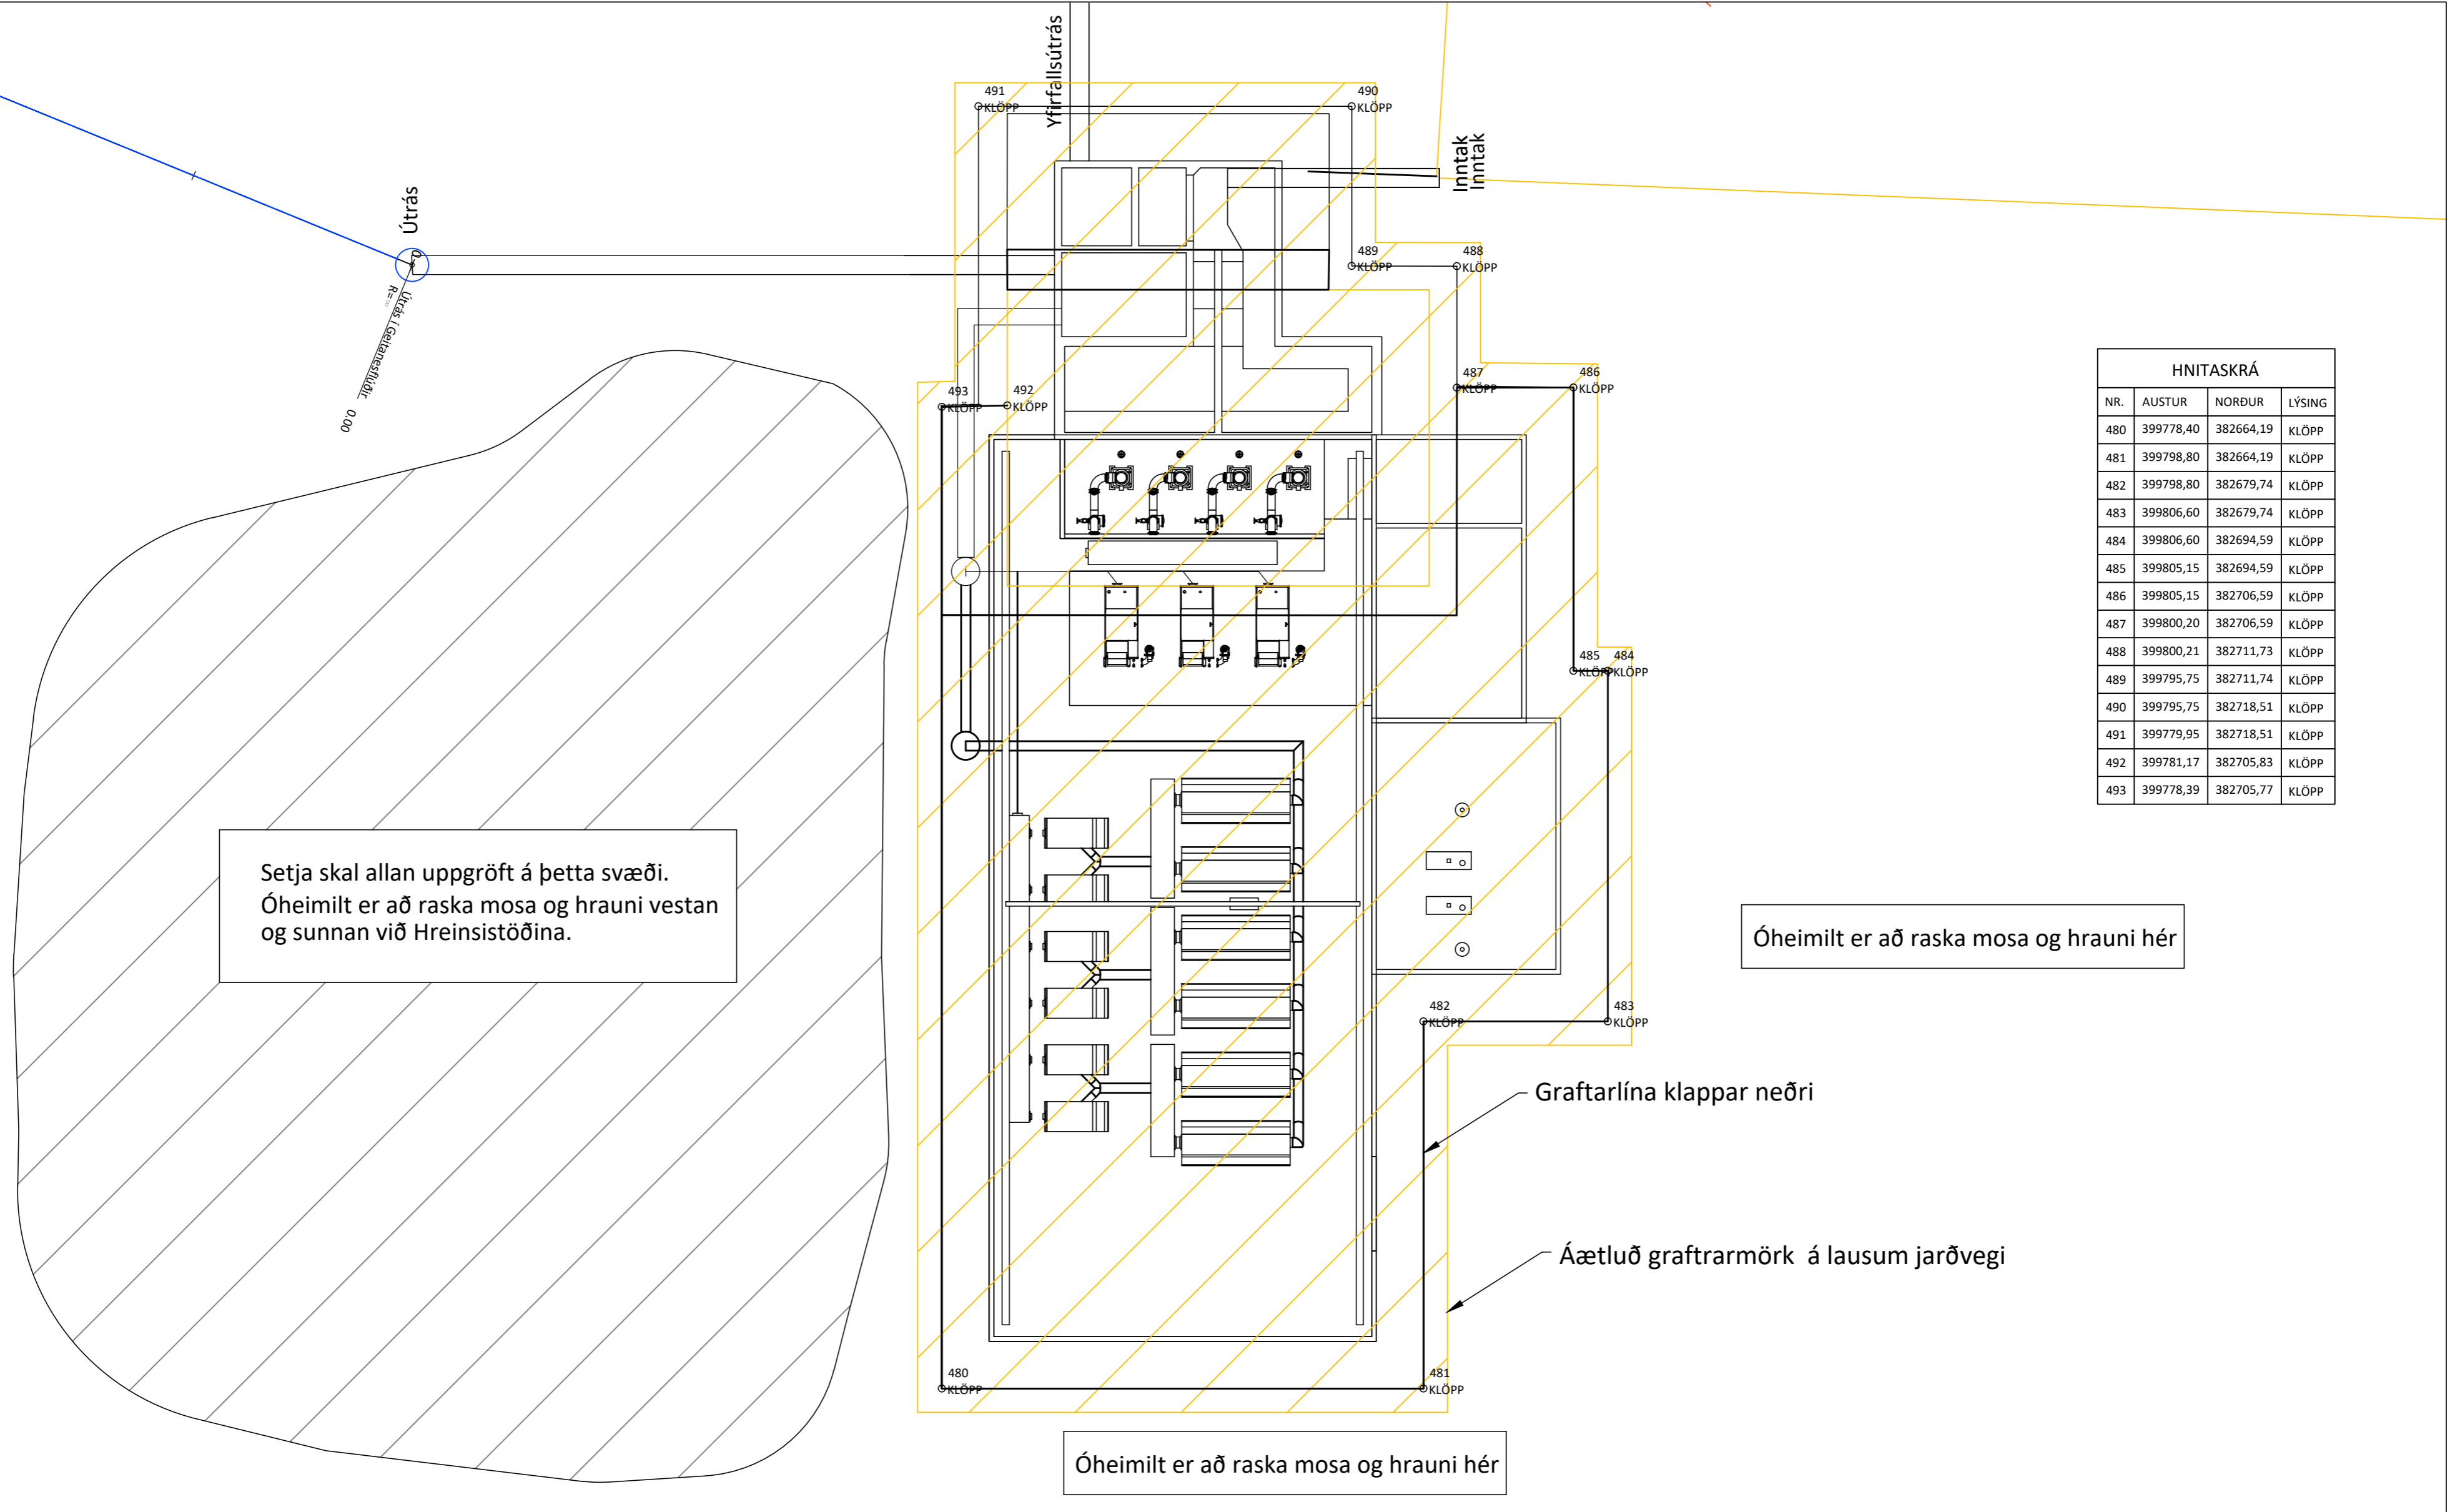 Yfirfallsútrás
491
KLÖPP
490
KLÖPP
Inntak
Inntak
Útrás
Útrás í Geitanesflúðir
R=∞
0.00
489
KLÖPP
488
KLÖPP
487
KLÖPP
486
KLÖPP
493
KLÖPP
492
KLÖPP
HNITASKRÁ
NR. AUSTUR NORÐUR LÝSING
480 399778,40 382664,19 KLÖPP
481 399798,80 382664,19 KLÖPP
482 399798,80 382679,74 KLÖPP
483 399806,60 382679,74 KLÖPP
484 399806,60 382694,59 KLÖPP
485 399805,15 382694,59 KLÖPP
486 399805,15 382706,59 KLÖPP
487 399800,20 382706,59 KLÖPP
488 399800,21 382711,73 KLÖPP
489 399795,75 382711,74 KLÖPP
490 399795,75 382718,51 KLÖPP
491 399779,95 382718,51 KLÖPP
492 399781,17 382705,83 KLÖPP
493 399778,39 382705,77 KLÖPP
485
KLÖPP
484
KLÖPP
Setja skal allan uppgröft á þetta svæði.
Óheimilt er að raska mosa og hrauni vestan
og sunnan við Hreinsistöðina.
Óheimilt er að raska mosa og hrauni hér
482
KLÖPP
483
KLÖPP
Graftarlína klappar neðri
Áætluð graftrarmörk á lausum jarðvegi
480
KLÖPP
481
KLÖPP
Óheimilt er að raska mosa og hrauni hér